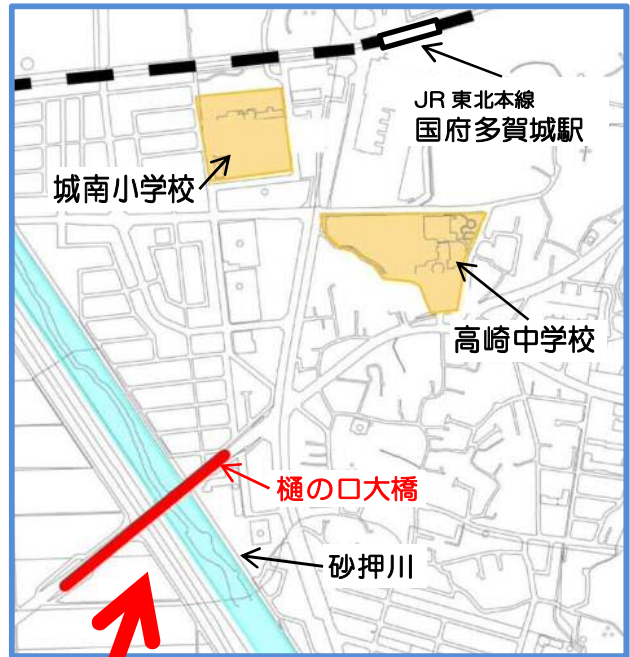 JR 東北本線
国府多賀城駅
城南小学校
高崎中学校
樋の口大橋
砂押川